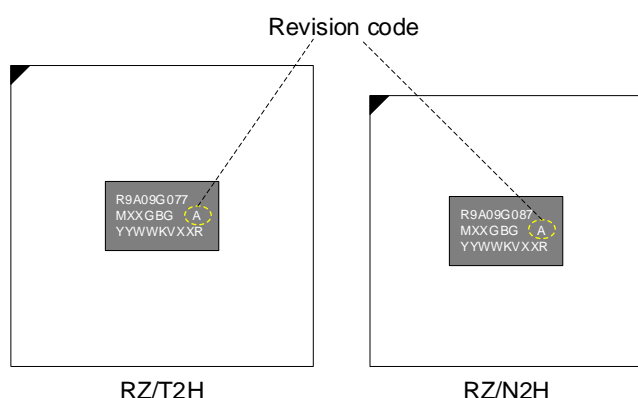 Revision code
R9A09G077
MXXGBG A
YYWWKVXXR
R9A09G087
MXXGBG A
YYWWKVXXR
RZ/T2H
RZ/N2H